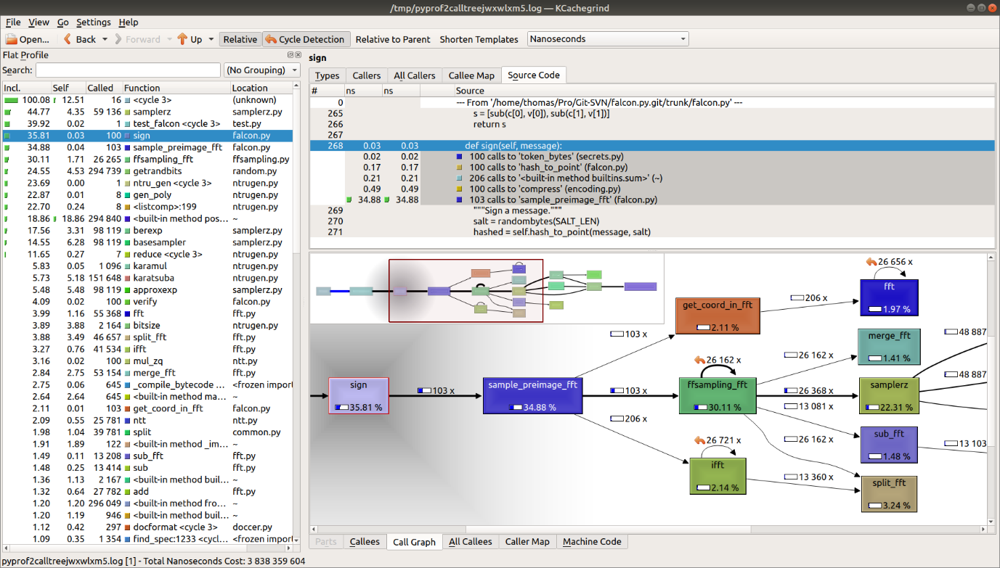 /tmp/pyprof2calltreejwxwlxm5.log — KCachegrind
File View Go Settings Help
Open... Back Forward Up Relative Cycle Detection Relative to Parent Shorten Templates Nanoseconds
Flat Profile
Search: (No Grouping)
Incl. Self Called Function Location
100.08 12.51 16 <cycle 3> (unknown)
44.77 4.35 59 136 samplerz samplerz.py
39.92 0.02 1 test_falcon <cycle 3> test.py
35.81 0.03 100 sign falcon.py
34.88 0.04 103 sample_preimage_fft falcon.py
30.11 1.71 26 265 ffsampling_fft ffsampling.py
24.55 4.53 294 739 getrandbits random.py
23.69 0.00 1 ntru_gen <cycle 3> ntrugen.py
22.87 0.01 8 gen_poly ntrugen.py
22.70 0.24 8 <listcomp>:199 ntrugen.py
18.86 18.86 294 840 <built-in method pos... ~
17.56 3.31 98 119 berexp samplerz.py
14.55 6.28 98 119 basesampler samplerz.py
11.65 0.27 7 reduce <cycle 3> ntrugen.py
5.83 0.05 1 096 karamul ntrugen.py
5.73 5.18 151 648 karatsuba ntrugen.py
5.48 5.48 98 119 approxexp samplerz.py
4.09 0.02 100 verify falcon.py
3.99 1.16 55 368 fft fft.py
3.89 3.88 2 164 bitsize ntrugen.py
3.88 3.49 46 657 split_fft fft.py
3.27 0.76 41 534 ifft fft.py
3.16 0.02 100 mul_zq ntt.py
2.84 2.75 53 154 merge_fft fft.py
2.75 0.06 645 _compile_bytecode ... <frozen import
2.64 2.64 645 <built-in method ma... ~
2.11 0.01 103 get_coord_in_fft falcon.py
2.09 0.55 25 781 ntt ntt.py
1.98 1.04 39 781 split common.py
1.91 1.89 122 <built-in method _im... ~
1.49 0.11 13 208 sub_fft fft.py
1.48 0.25 13 414 sub fft.py
1.36 1.13 2 167 <built-in method buil... ~
1.32 0.64 27 782 add fft.py
1.20 1.20 296 049 <built-in method fro... ~
1.20 1.19 946 <built-in method buil... ~
1.12 0.42 297 docformat <cycle 3> doccer.py
1.09 0.35 1 354 find_spec:1233 <cycl... <frozen import
sign
Types Callers All Callers Callee Map Source Code
# ns ns Source
0 --- From '/home/thomas/Pro/Git-SVN/falcon.py.git/trunk/falcon.py' ---
265 s = [sub(c[0], v[0]), sub(c[1], v[1])]
266 return s
267
268 0.03 0.03 def sign(self, message):
0.02 0.02 100 calls to 'token_bytes' (secrets.py)
0.17 0.17 100 calls to 'hash_to_point' (falcon.py)
0.21 0.21 206 calls to '<built-in method builtins.sum>' (~)
0.49 0.49 100 calls to 'compress' (encoding.py)
34.88 34.88 103 calls to 'sample_preimage_fft' (falcon.py)
269 """Sign a message."""
270 salt = randombytes(SALT_LEN)
271 hashed = self.hash_to_point(message, salt)
26 656 x
fft
1.97 %
206 x
get_coord_in_fft
2.11 %
103 x
merge_fft
1.41 %
48 887
26 162 x
26 162 x
sign
35.81 %
103 x
sample_preimage_fft
34.88 %
103 x
ffsampling_fft
30.11 %
26 368 x
samplerz
22.31 %
48 887
13 081 x
206 x
sub_fft
1.48 %
13 103
26 162 x
26 721 x
ifft
2.14 %
13 360 x
split_fft
3.24 %
Parts Callees Call Graph All Callees Caller Map Machine Code
pyprof2calltreejwxwlxm5.log [1] - Total Nanoseconds Cost: 3 838 359 604